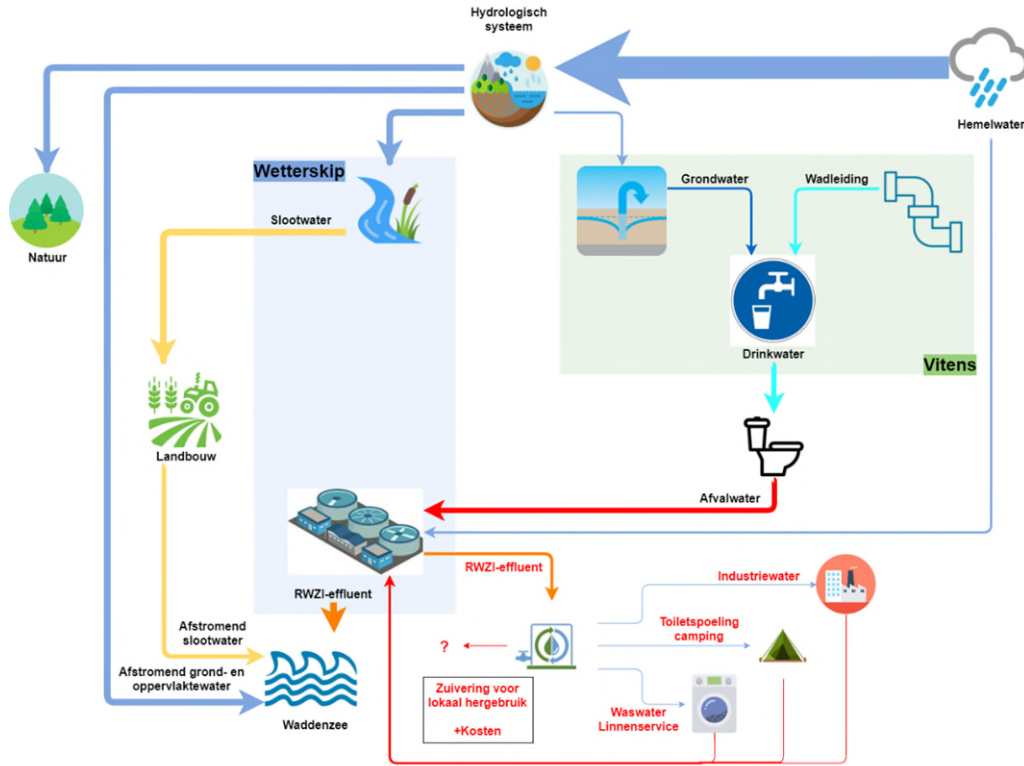 Hydrologisch
systeem
Hemelwater
Wetterskip
Slootwater
Grondwater
Wadleiding
Natuur
Drinkwater
Vitens
Landbouw
Afvalwater
RWZI-effluent
Industriewater
RWZI-effluent
Toiletspoeling
camping
Afstromend
slootwater
?
Afstromend grond- en
oppervlaktewater
Zuivering voor
lokaal hergebruik
+Kosten
Waswater
Linnenservice
Waddenzee